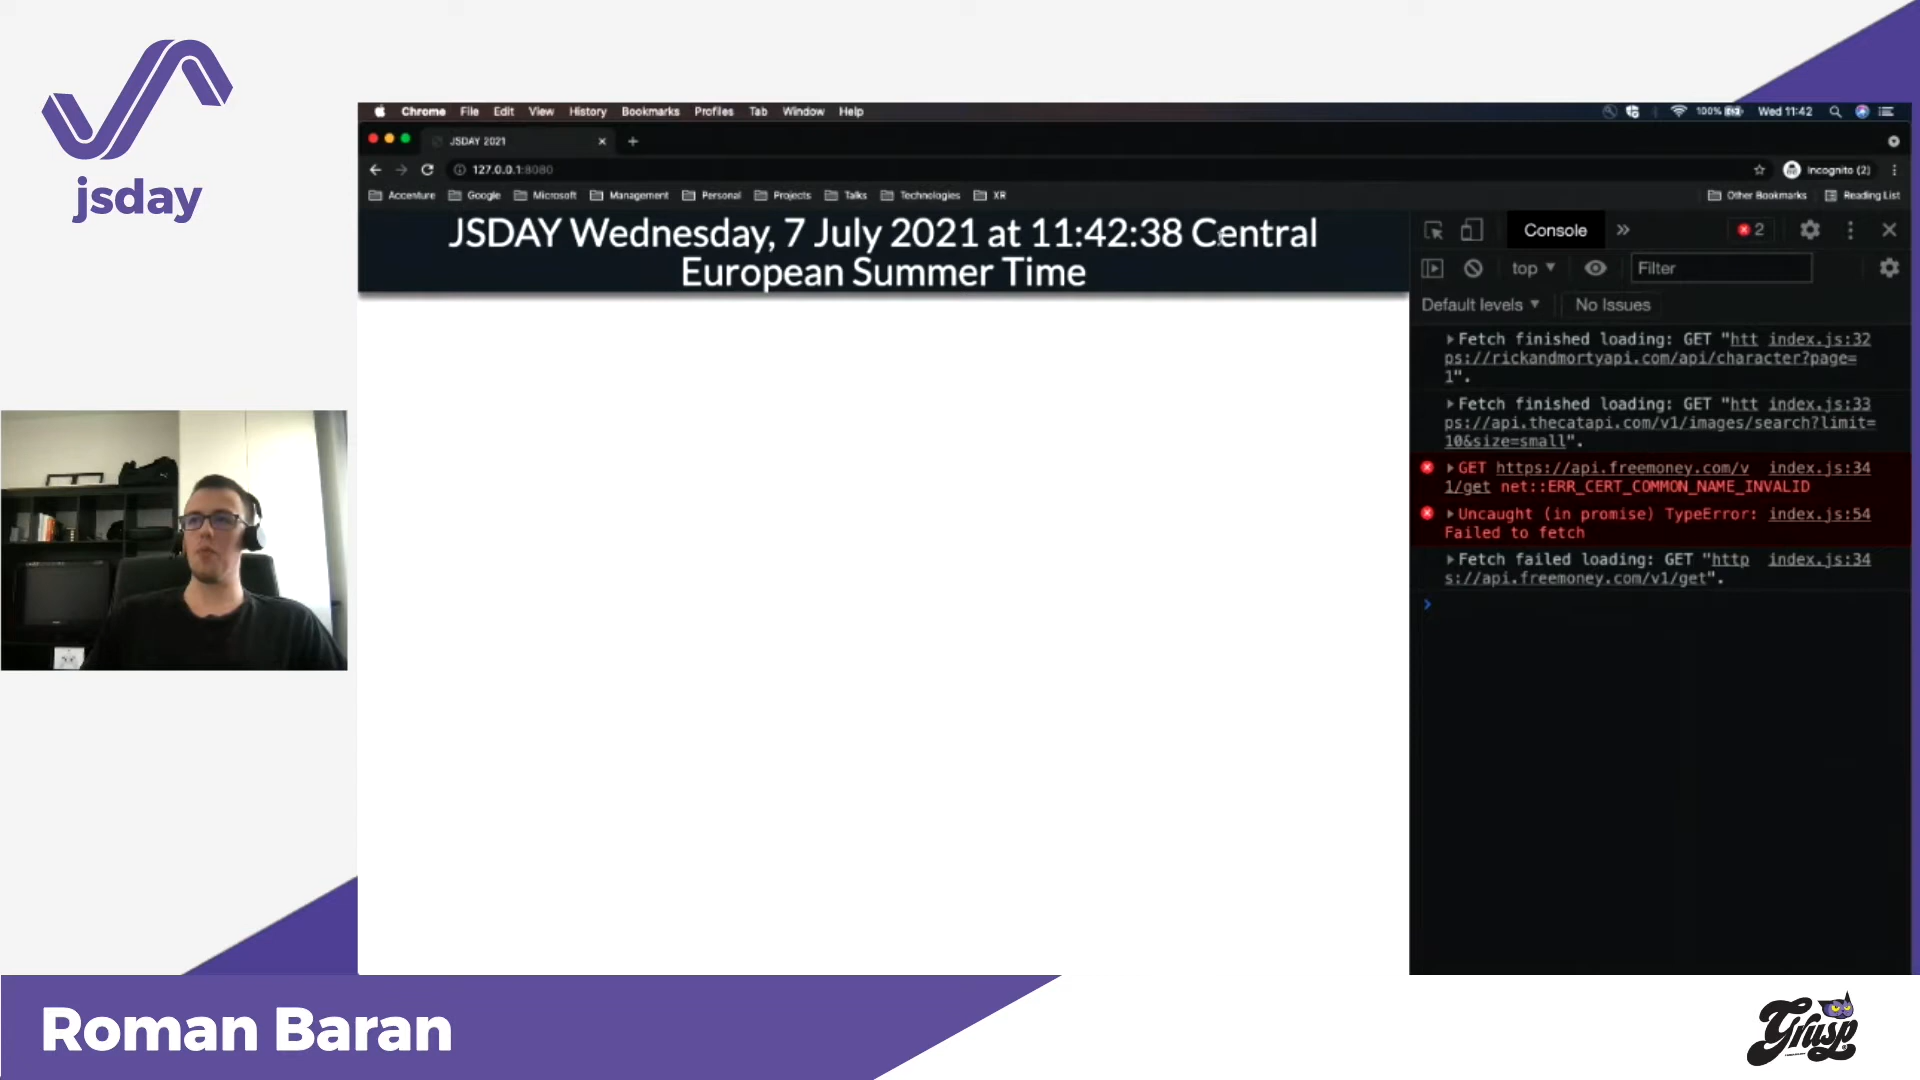 jsday
Chrome File Edit View History Bookmarks Profiles Tab Window Help
100% Wed 11:42
JSDAY 2021
127.0.0.1:8080
Incognito (2)
Accenture Google Microsoft Management Personal Projects Talks Technologies XR
Other Bookmarks Reading List
JSDAY Wednesday, 7 July 2021 at 11:42:38 Central
European Summer Time
Console » 2
top Filter
Default levels No Issues
Fetch finished loading: GET "htt index.js:32
ps://rickandmortyapi.com/api/character?page=
1".
Fetch finished loading: GET "htt index.js:33
ps://api.thecatapi.com/v1/images/search?limit=
10&size=small".
GET https://api.freemoney.com/v index.js:34
1/get net::ERR_CERT_COMMON_NAME_INVALID
Uncaught (in promise) TypeError: index.js:54
Failed to fetch
Fetch failed loading: GET "http index.js:34
s://api.freemoney.com/v1/get".
Roman Baran
Grusp